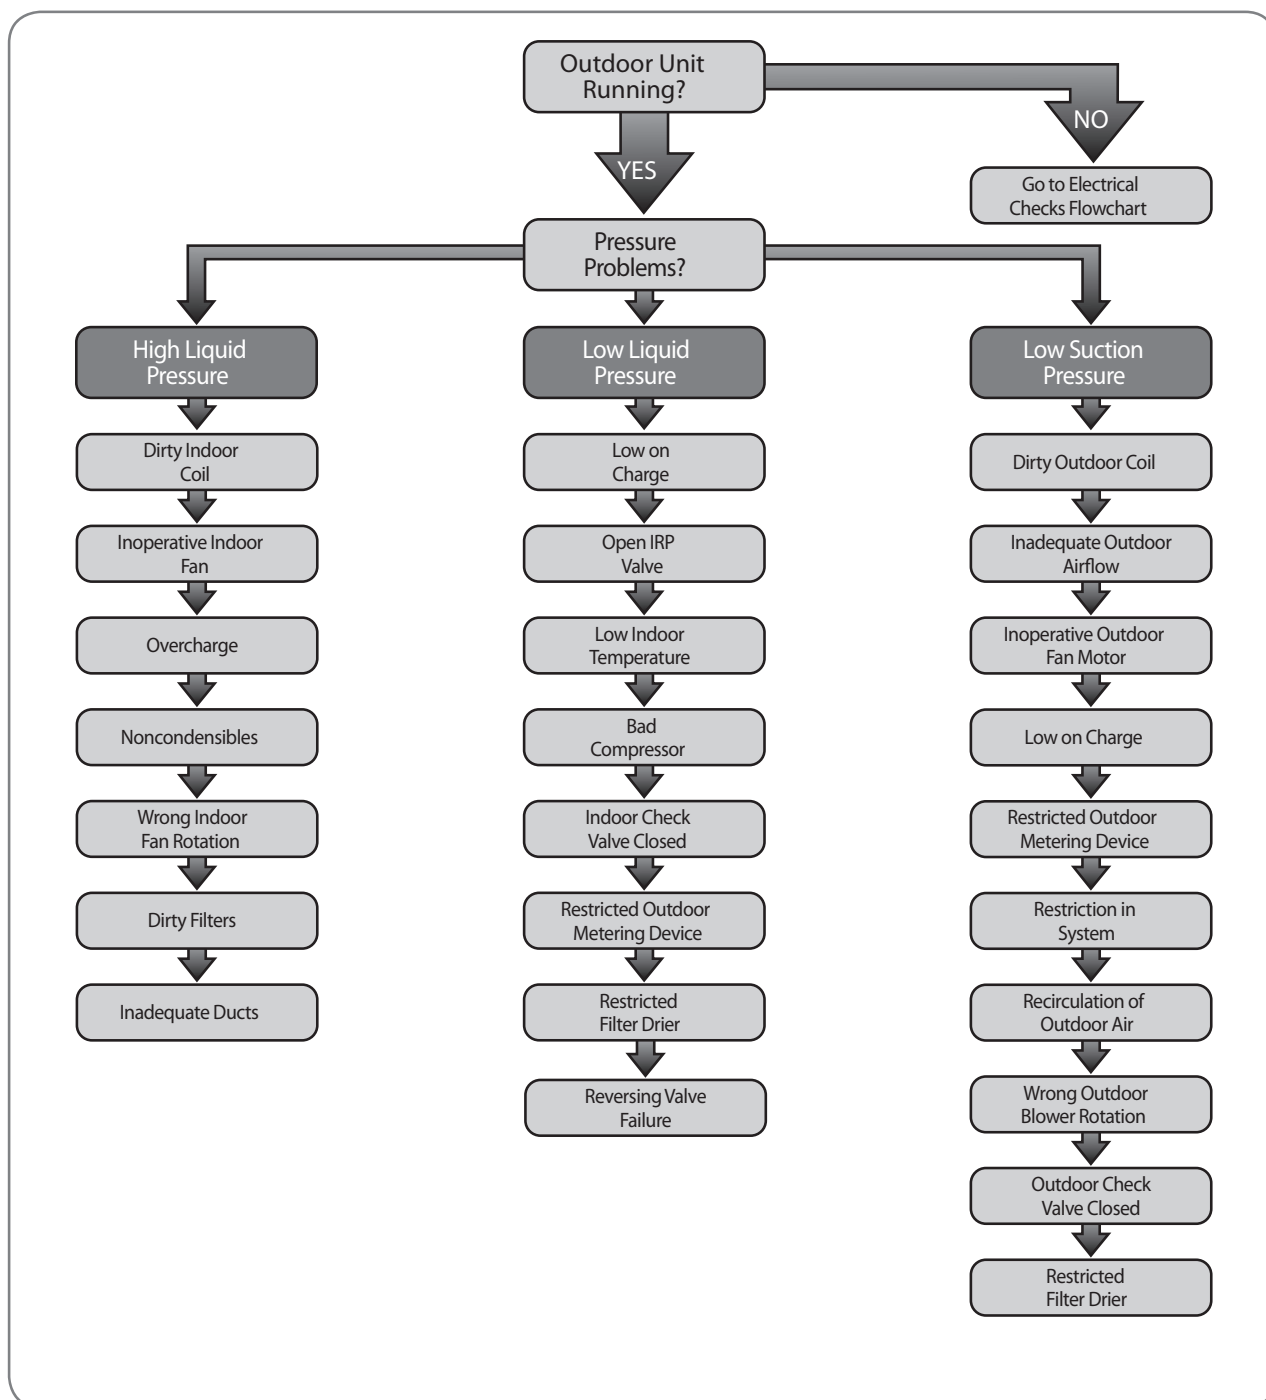 Outdoor Unit
Running?
NO
YES
Go to Electrical
Checks Flowchart
Pressure
Problems?
High Liquid
Pressure
Dirty Indoor
Coil
Inoperative Indoor
Fan
Overcharge
Noncondensibles
Wrong Indoor
Fan Rotation
Dirty Filters
Inadequate Ducts
Low Liquid
Pressure
Low on
Charge
Open IRP
Valve
Low Indoor
Temperature
Bad
Compressor
Indoor Check
Valve Closed
Restricted Outdoor
Metering Device
Restricted
Filter Drier
Reversing Valve
Failure
Low Suction
Pressure
Dirty Outdoor Coil
Inadequate Outdoor
Airflow
Inoperative Outdoor
Fan Motor
Low on Charge
Restricted Outdoor
Metering Device
Restriction in
System
Recirculation of
Outdoor Air
Wrong Outdoor
Blower Rotation
Outdoor Check
Valve Closed
Restricted
Filter Drier